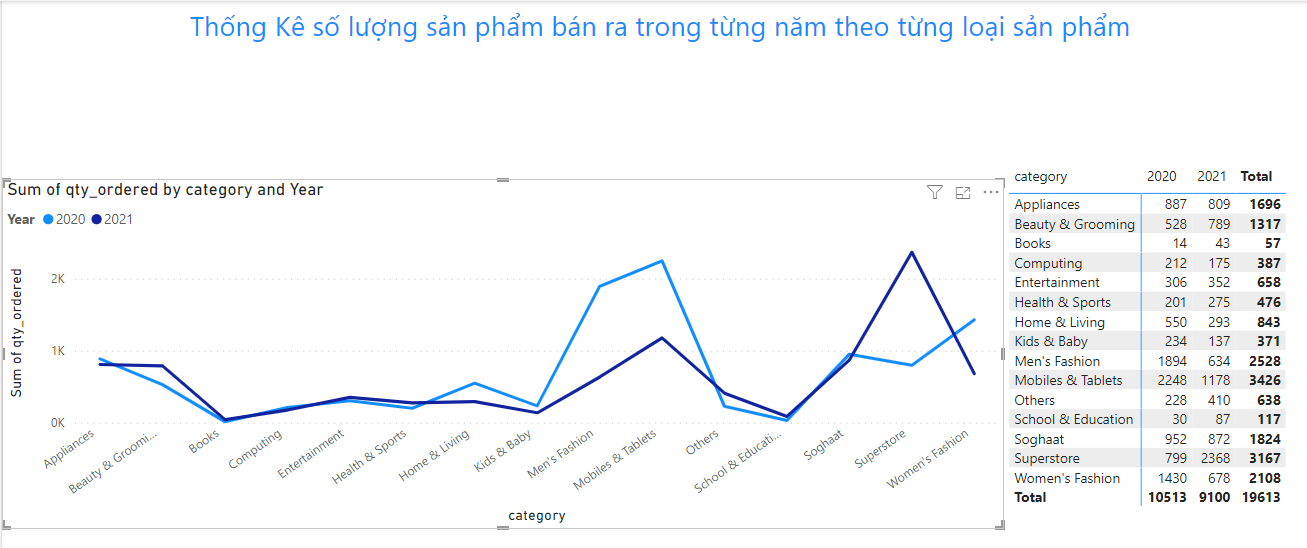 Thống Kê số lượng sản phẩm bán ra trong từng năm theo từng loại sản phẩm
Sum of qty_ordered by category and Year
Year 2020 2021
Sum of qty_ordered
2K
1K
0K
Appliances
Beauty & Groomi...
Books
Computing
Entertainment
Health & Sports
Home & Living
Kids & Baby
Men's Fashion
Mobiles & Tablets
Others
School & Educati...
Soghaat
Superstore
Women's Fashion
category
category 2020 2021 Total
Appliances 887 809 1696
Beauty & Grooming 528 789 1317
Books 14 43 57
Computing 212 175 387
Entertainment 306 352 658
Health & Sports 201 275 476
Home & Living 550 293 843
Kids & Baby 234 137 371
Men's Fashion 1894 634 2528
Mobiles & Tablets 2248 1178 3426
Others 228 410 638
School & Education 30 87 117
Soghaat 952 872 1824
Superstore 799 2368 3167
Women's Fashion 1430 678 2108
Total 10513 9100 19613